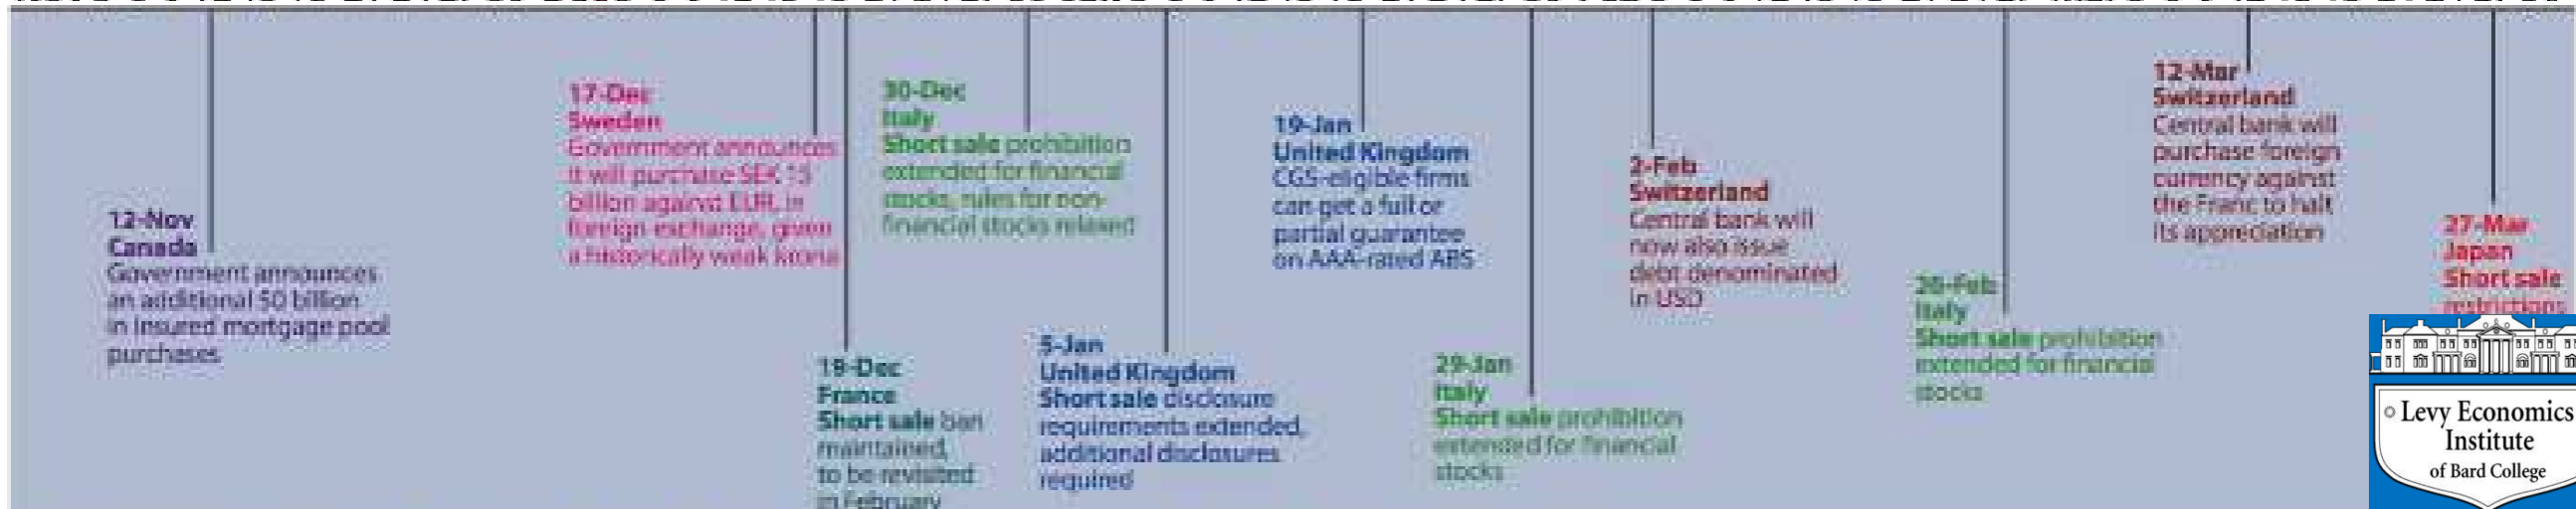 12-Nov
Canada
Government announces
an additional 50 billion
in insured mortgage pool
purchases
17-Dec
Sweden
Government announces
it will purchase SEK 15
billion against EUR, in
foreign exchange, given
a historically weak krona
19-Dec
France
Short sale ban
maintained,
to be revisited
in February
30-Dec
Italy
Short sale prohibition
extended for financial
stocks, rules for non-
financial stocks relaxed
5-Jan
United Kingdom
Short sale disclosure
requirements extended,
additional disclosures
required
19-Jan
United Kingdom
CGS-eligible firms
can get a full or
partial guarantee
on AAA-rated ABS
29-Jan
Italy
Short sale prohibition
extended for financial
stocks
2-Feb
Switzerland
Central bank will
now also issue
debt denominated
in USD
Italy
Short sale prohibition
extended for financial
stocks
12-Mar
Switzerland
Central bank will
purchase foreign
currency against
the Franc to halt
its appreciation
27-Mar
Japan
Short sale
restrictions
Levy Economics
Institute
of Bard College